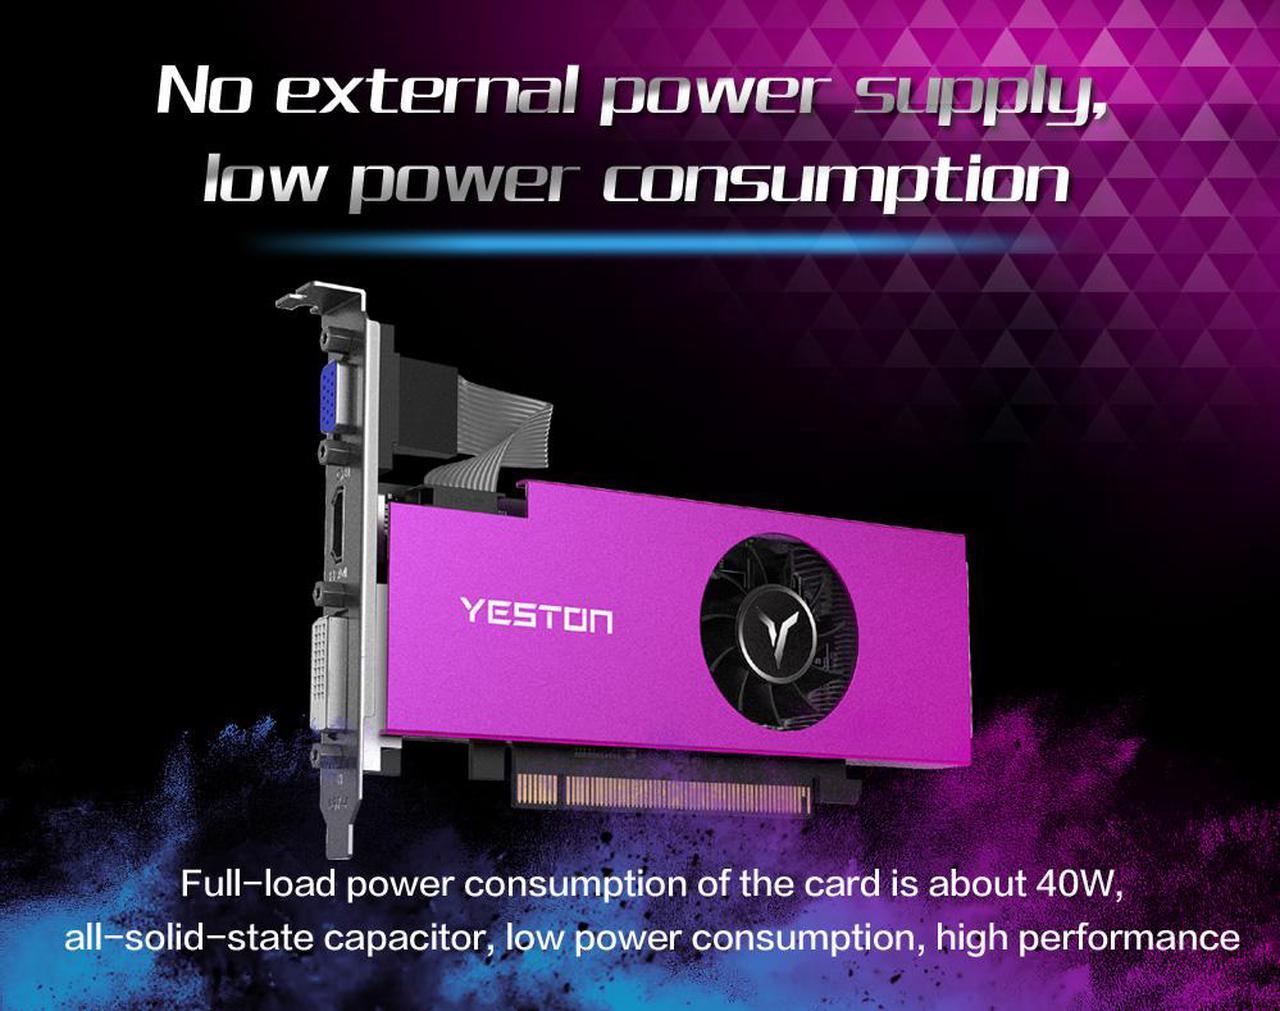 No external power supply,
low power consumption
YESTON
Full-load power consumption of the card is about 40W,
all-solid-state capacitor, low power consumption, high performance